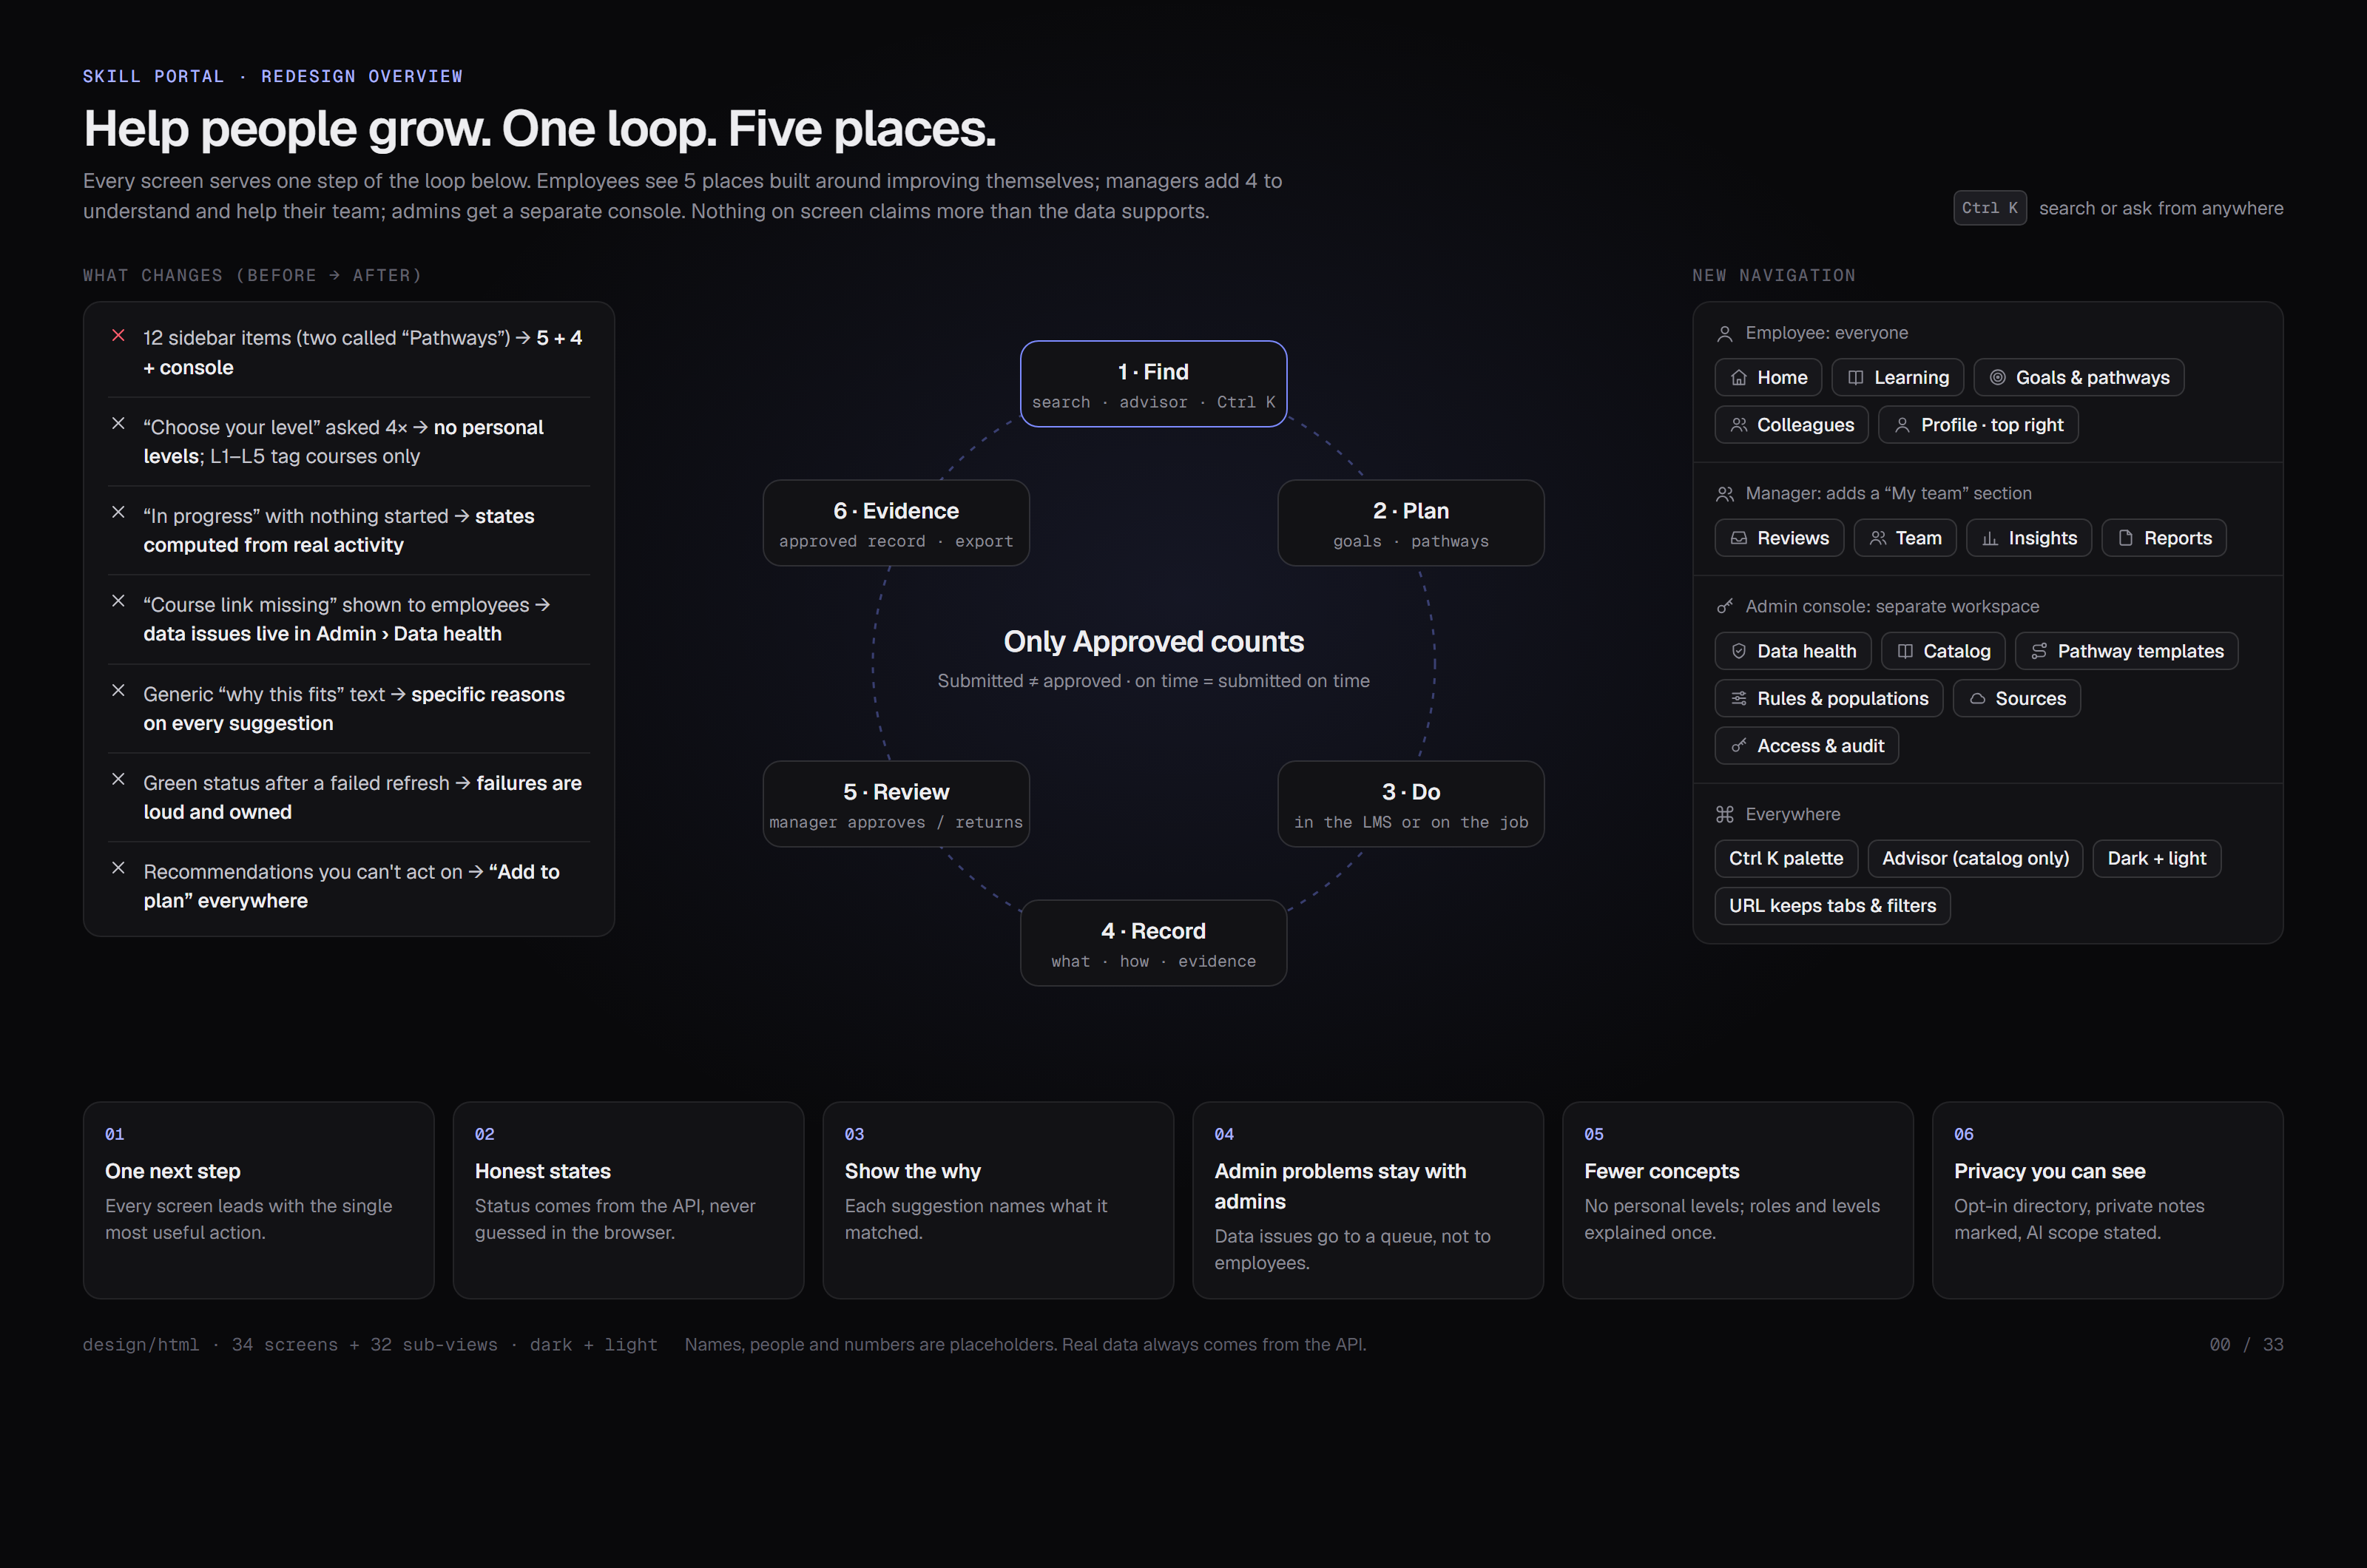 SKILL PORTAL · REDESIGN OVERVIEW
Help people grow. One loop. Five places.
Every screen serves one step of the loop below. Employees see 5 places built around improving themselves; managers add 4 to
understand and help their team; admins get a separate console. Nothing on screen claims more than the data supports.
Ctrl K search or ask from anywhere
WHAT CHANGES (BEFORE → AFTER)
12 sidebar items (two called “Pathways”) → 5 + 4
+ console
“Choose your level” asked 4× → no personal
levels; L1–L5 tag courses only
“In progress” with nothing started → states
computed from real activity
“Course link missing” shown to employees →
data issues live in Admin › Data health
Generic “why this fits” text → specific reasons
on every suggestion
Green status after a failed refresh → failures are
loud and owned
Recommendations you can't act on → “Add to
plan” everywhere
1 · Find
search · advisor · Ctrl K
2 · Plan
goals · pathways
3 · Do
in the LMS or on the job
4 · Record
what · how · evidence
5 · Review
manager approves / returns
6 · Evidence
approved record · export
Only Approved counts
Submitted ≠ approved · on time = submitted on time
NEW NAVIGATION
Employee: everyone
Home Learning Goals & pathways
Colleagues Profile · top right
Manager: adds a “My team” section
Reviews Team Insights Reports
Admin console: separate workspace
Data health Catalog Pathway templates
Rules & populations Sources
Access & audit
Everywhere
Ctrl K palette Advisor (catalog only) Dark + light
URL keeps tabs & filters
01
One next step
Every screen leads with the single
most useful action.
02
Honest states
Status comes from the API, never
guessed in the browser.
03
Show the why
Each suggestion names what it
matched.
04
Admin problems stay with
admins
Data issues go to a queue, not to
employees.
05
Fewer concepts
No personal levels; roles and levels
explained once.
06
Privacy you can see
Opt-in directory, private notes
marked, AI scope stated.
design/html · 34 screens + 32 sub-views · dark + light Names, people and numbers are placeholders. Real data always comes from the API.
00 / 33